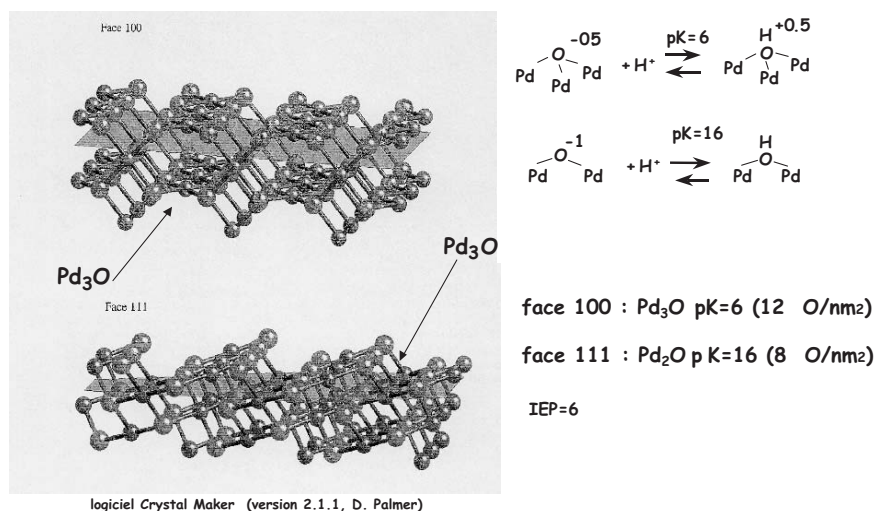 Face 100
Pd₃O
Face 111
Pd₃O
logiciel Crystal Maker (version 2.1.1, D. Palmer)
O -05
Pd Pd Pd
+ H⁺
pK=6
H +0.5
O
Pd Pd Pd
O -1
Pd Pd
+ H⁺
pK=16
H
O
Pd Pd
face 100 : Pd₃O pK=6 (12 O/nm2)
face 111 : Pd₂O p K=16 (8 O/nm2)
IEP=6